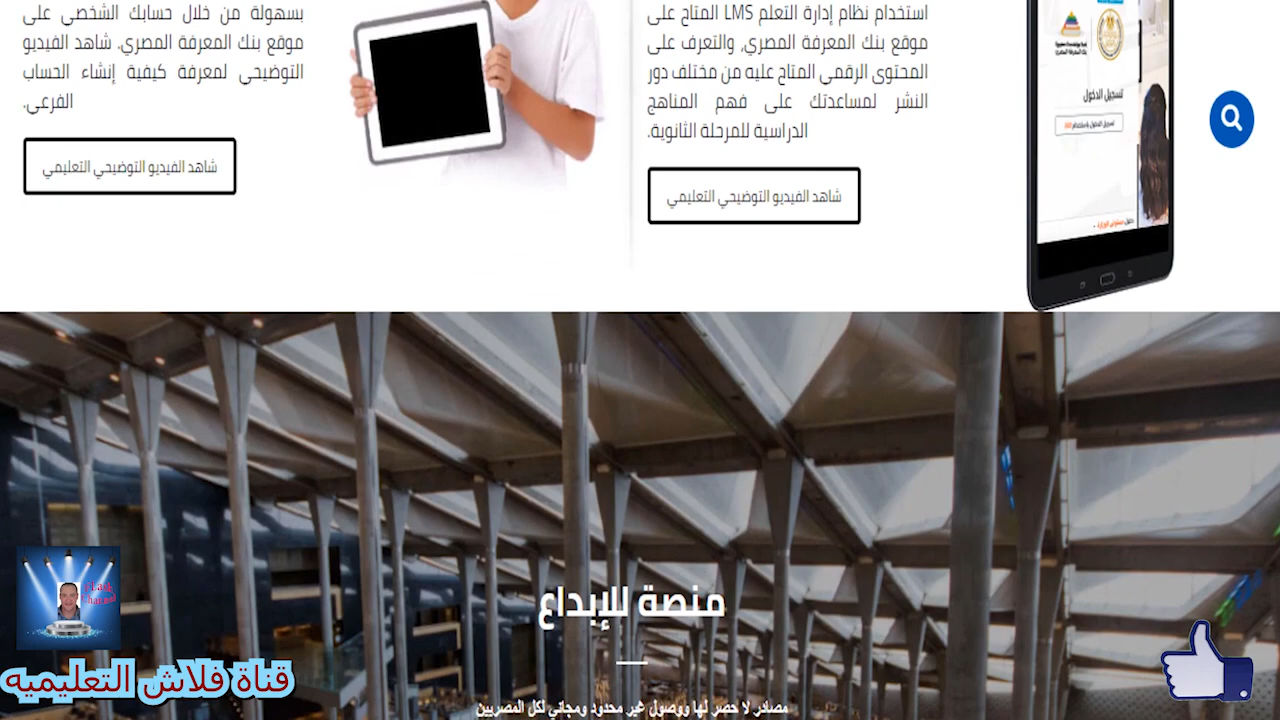 استخدام نظام إدارة التعلم LMS المتاح على
موقع بنك المعرفة المصري, والتعرف على
المحتوى الرقمي المتاح عليه من مختلف دور
النشر لمساعدتك على فهم المناهج
الدراسية للمرحلة الثانوية.
شاهد الفيديو التوضيحي التعليمي
بسهولة من خلال حسابك الشخصي على
موقع بنك المعرفة المصري. شاهد الفيديو
التوضيحي لمعرفة كيفية إنشاء الحساب
الفرعي.
شاهد الفيديو التوضيحي التعليمي
تسجيل الدخول
منصة للإبداع
مصادر لا حصر لها ووصول غير محدود ومجاني لكل المصريين
Flash
Channel
قناة فلاش التعليميه